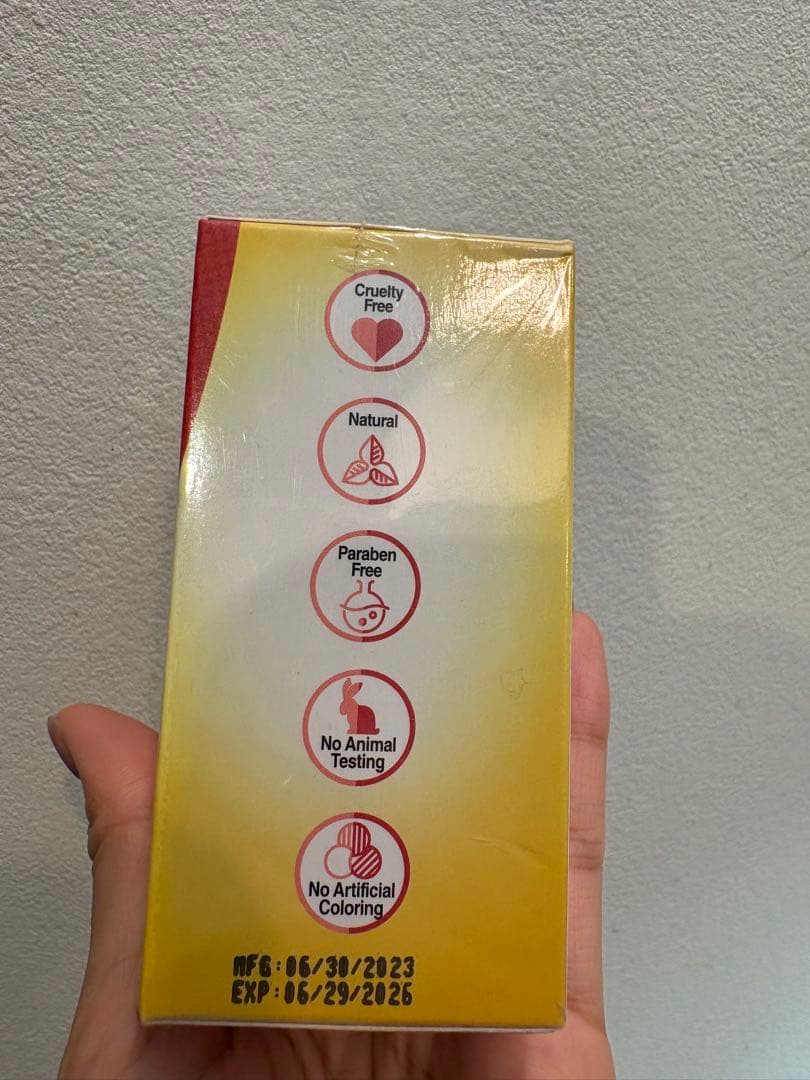 Cruelty
Free
Natural
Paraben
Free
No Animal
Testing
No Artificial
Coloring
MFG:06/30/2023
EXP:06/29/2026